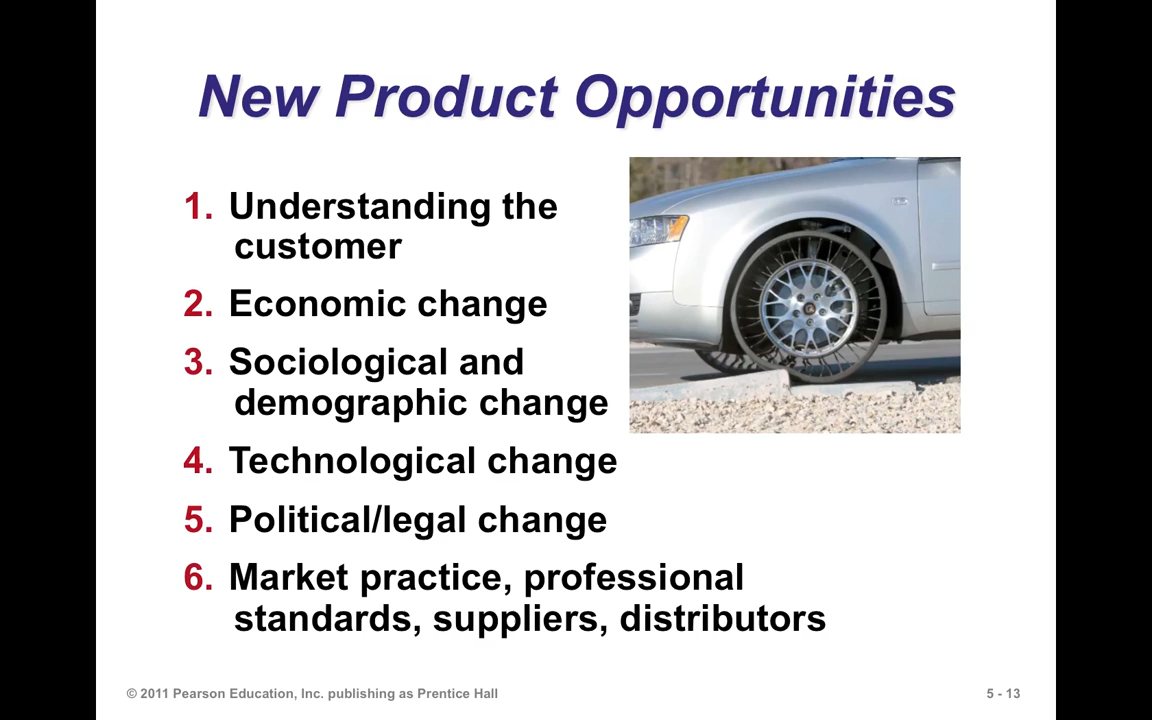 New Product Opportunities
1. Understanding the
customer
2. Economic change
3. Sociological and
demographic change
4. Technological change
5. Political/legal change
6. Market practice, professional
standards, suppliers, distributors
© 2011 Pearson Education, Inc. publishing as Prentice Hall
5 - 13